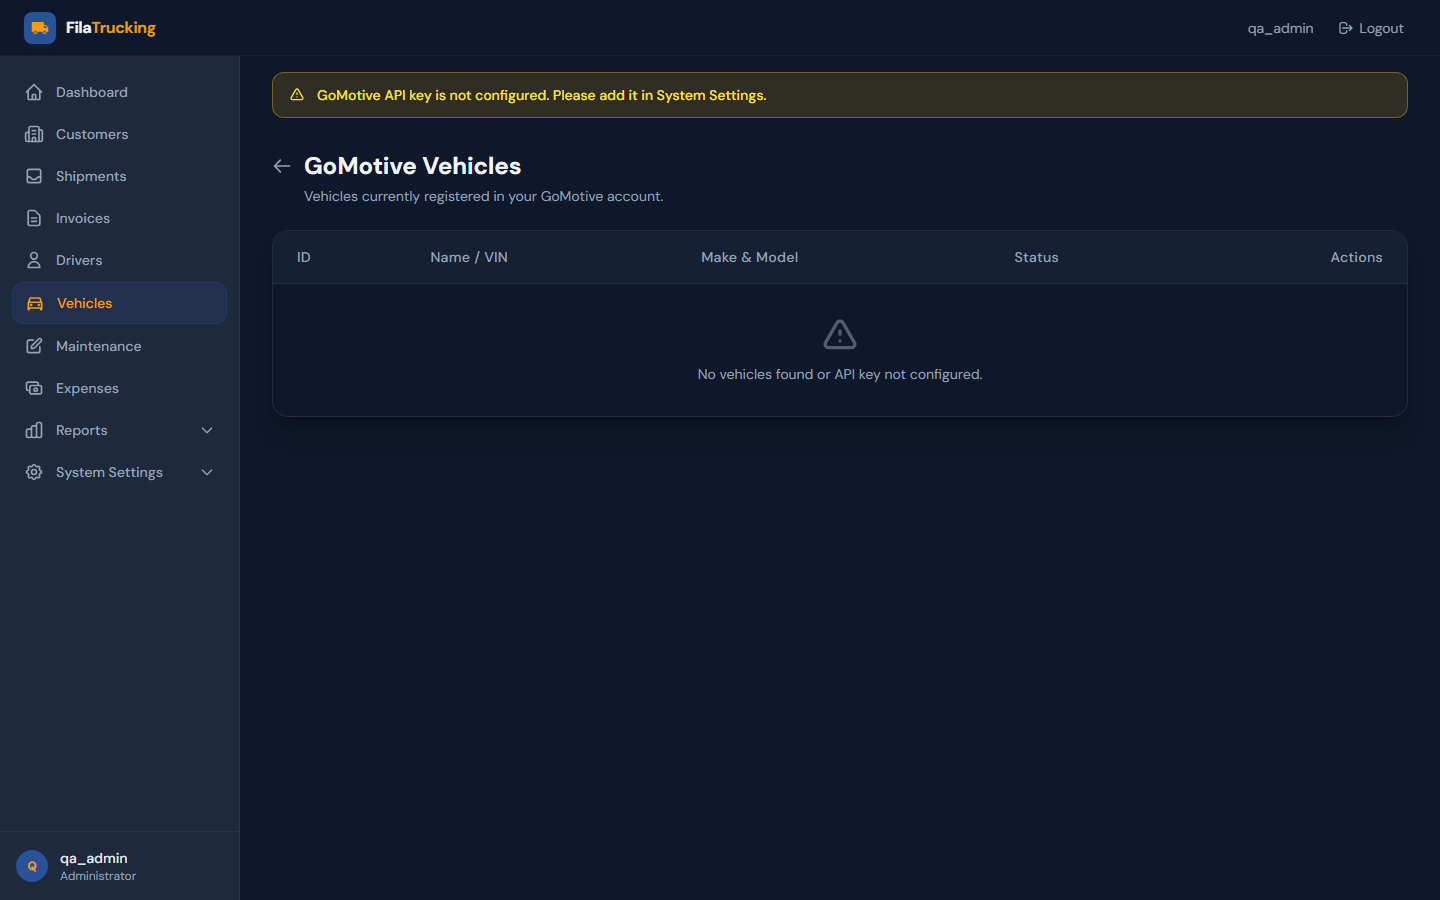 FilaTrucking
qa_admin
Logout
Dashboard
Customers
Shipments
Invoices
Drivers
Vehicles
Maintenance
Expenses
Reports
System Settings
Q
qa_admin
Administrator
GoMotive API key is not configured. Please add it in System Settings.
GoMotive Vehicles
Vehicles currently registered in your GoMotive account.
ID Name / VIN Make & Model Status Actions
No vehicles found or API key not configured.